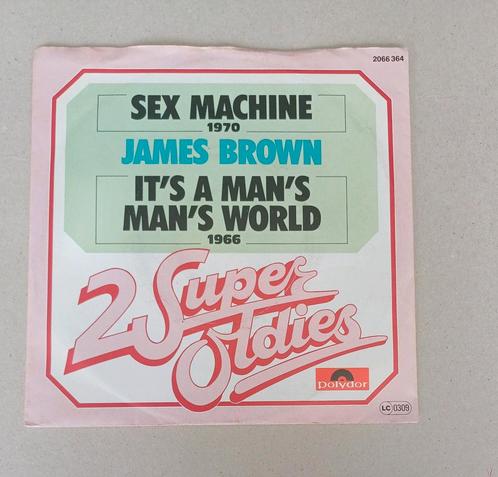 2066 364
SEX MACHINE
1970
JAMES BROWN
IT'S A MAN'S
MAN'S WORLD
1966
2 Super
Oldies
polydor
LC 0309